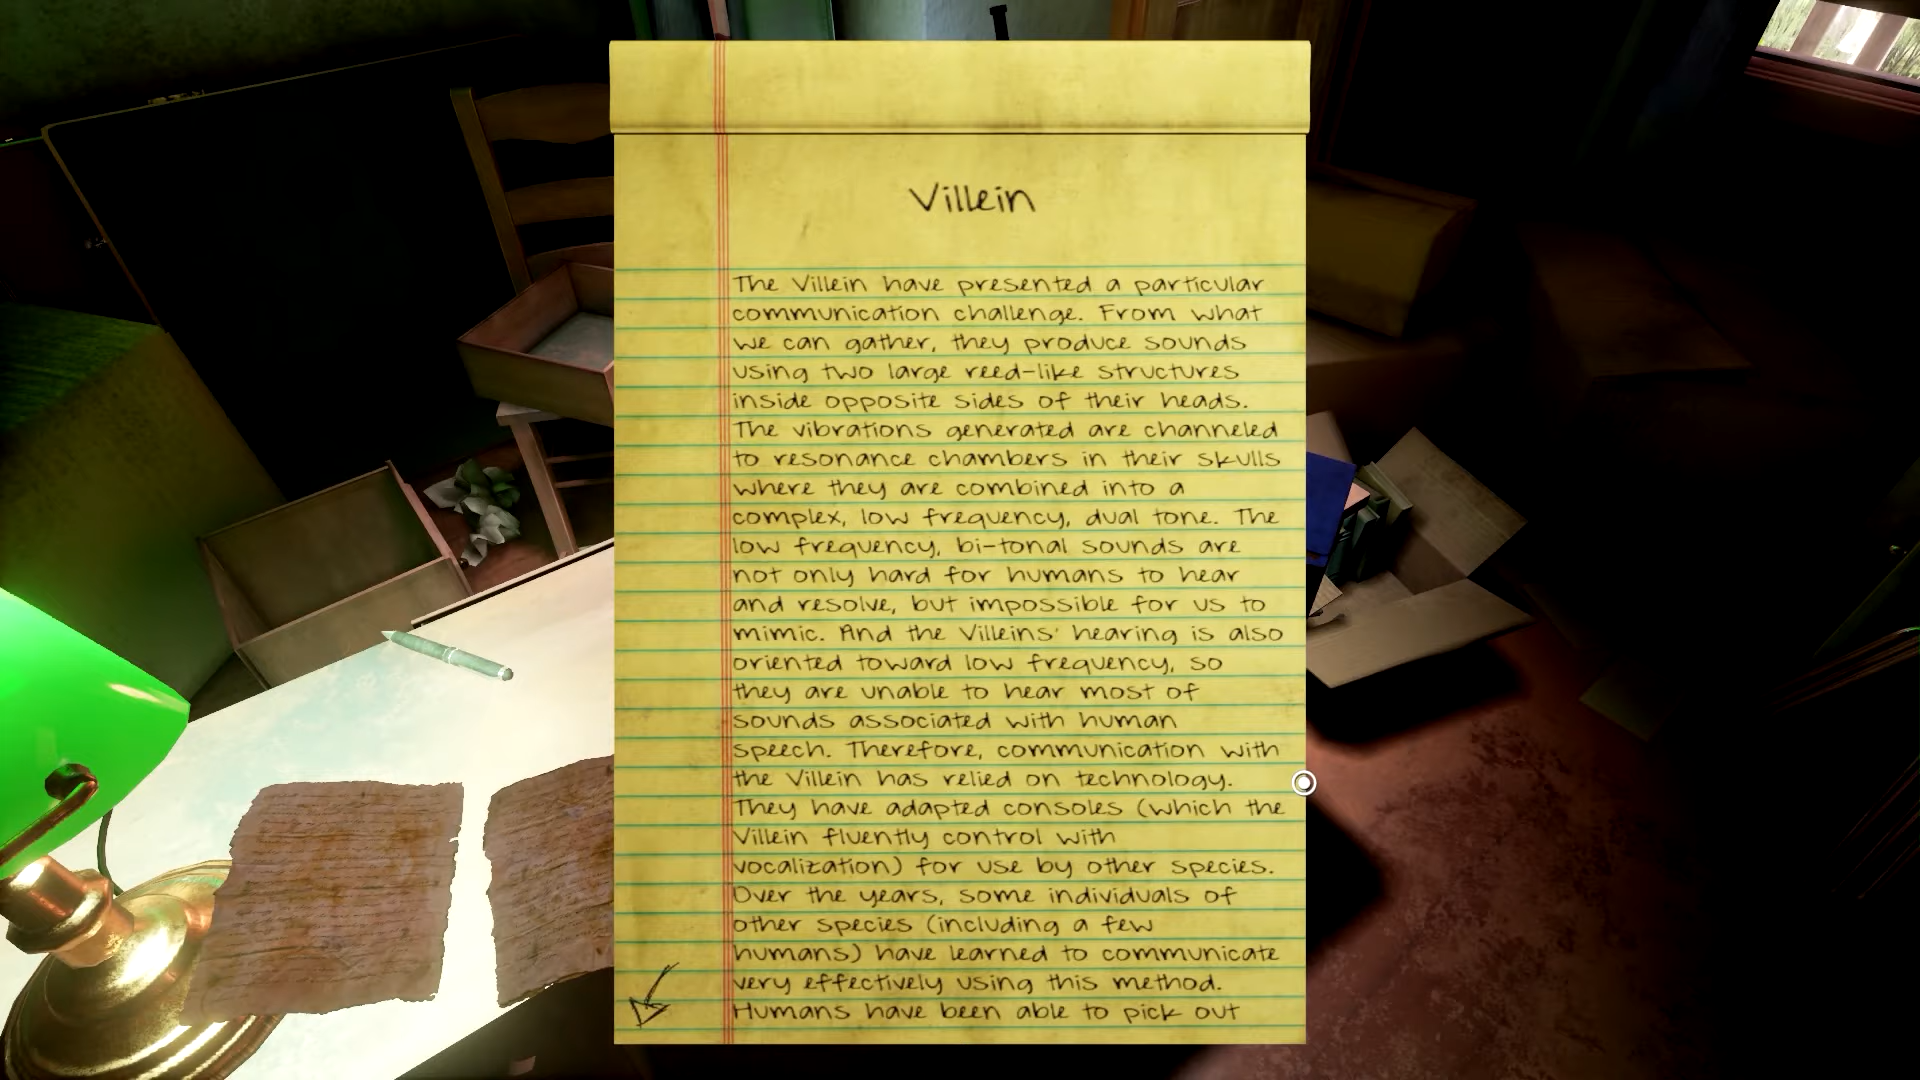 Villein
The Villein have presented a particular
communication challenge. From what
we can gather, they produce sounds
using two large reed-like structures
inside opposite sides of their heads.
The vibrations generated are channeled
to resonance chambers in their skulls
where they are combined into a
complex, low frequency, dual tone. The
low frequency, bi-tonal sounds are
not only hard for humans to hear
and resolve, but impossible for us to
mimic. And the Villeins' hearing is also
oriented toward low frequency, so
they are unable to hear most of
sounds associated with human
speech. Therefore, communication with
the Villein has relied on technology.
They have adapted consoles (which the
Villein fluently control with
vocalization) for use by other species.
Over the years, some individuals of
other species (including a few
humans) have learned to communicate
very effectively using this method.
Humans have been able to pick out